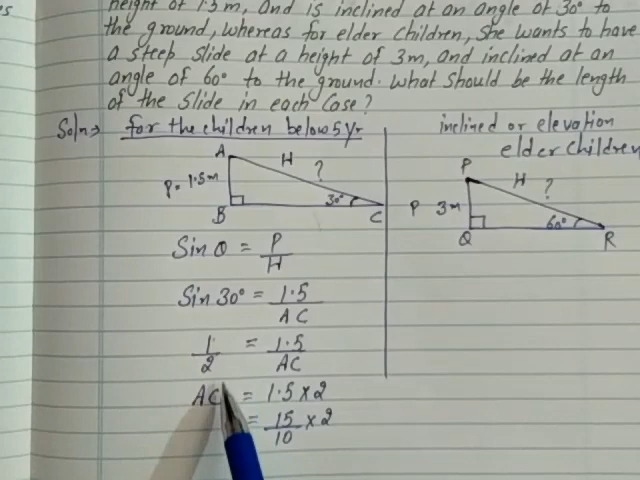 height of 1.5 m, and is inclined at an angle of 30° to
the ground, whereas for elder children, She wants to have
a steep slide at a height of 3m, and inclined at an
angle of 60° to the ground. What should be the length
of the Slide in each Case?
Soln⇒ for the children below 5 yr
inclined or elevation
elder children
A
H
?
P=1.5m
30°
B
C
P
H
?
P 3m
60°
Q
R
Sin θ = P/H
Sin 30° = 1.5/AC
1/2 = 1.5/AC
AC = 1.5 × 2
= 15/10 × 2